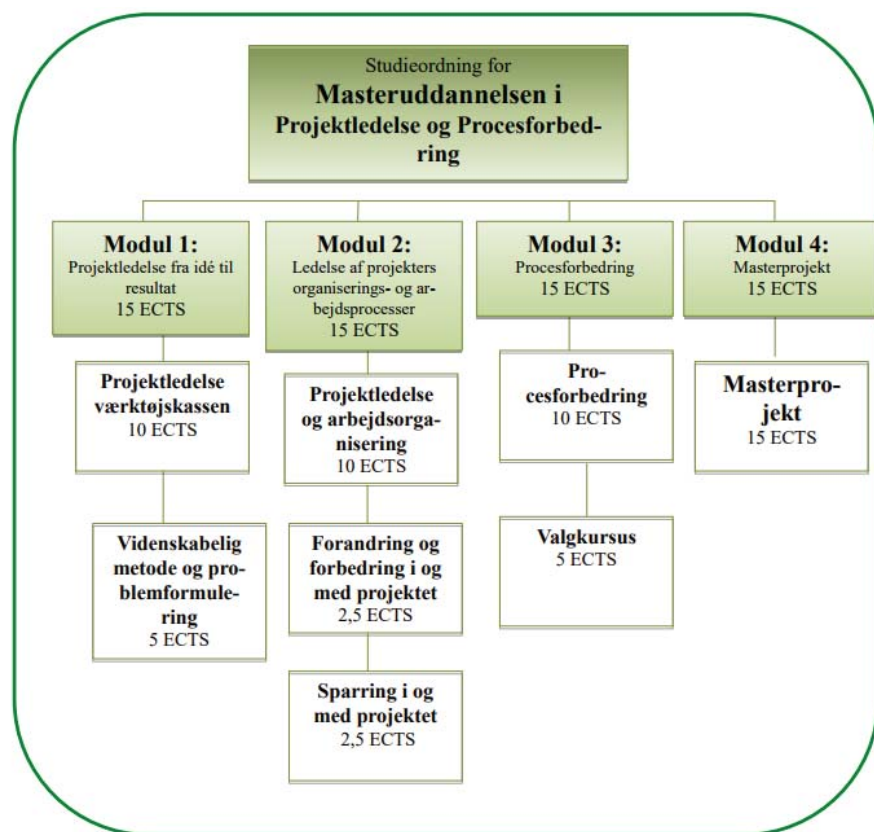 Studieordning for
Masteruddannelsen i
Projektledelse og Procesforbed-
ring
Modul 1:
Projektledelse fra idé til
resultat
15 ECTS
Projektledelse
værktøjskassen
10 ECTS
Videnskabelig
metode og pro-
blemformule-
ring
5 ECTS
Modul 2:
Ledelse af projekters
organiserings- og ar-
bejdsprocesser
15 ECTS
Projektledelse
og arbejdsorga-
nisering
10 ECTS
Forandring og
forbedring i og
med projektet
2,5 ECTS
Sparring i og
med projektet
2,5 ECTS
Modul 3:
Procesforbedring
15 ECTS
Pro-
cesforbedring
10 ECTS
Valgkursus
5 ECTS
Modul 4:
Masterprojekt
15 ECTS
Masterpro-
jekt
15 ECTS